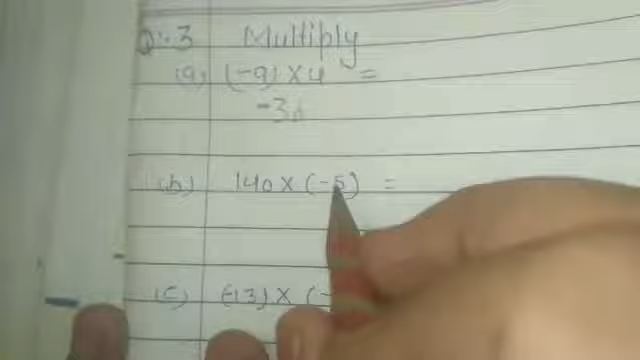 Q:-3 Multiply
(a) (-9) × 4 =
-36
(b) 140 × (-5) =
(c) (-13) × (-